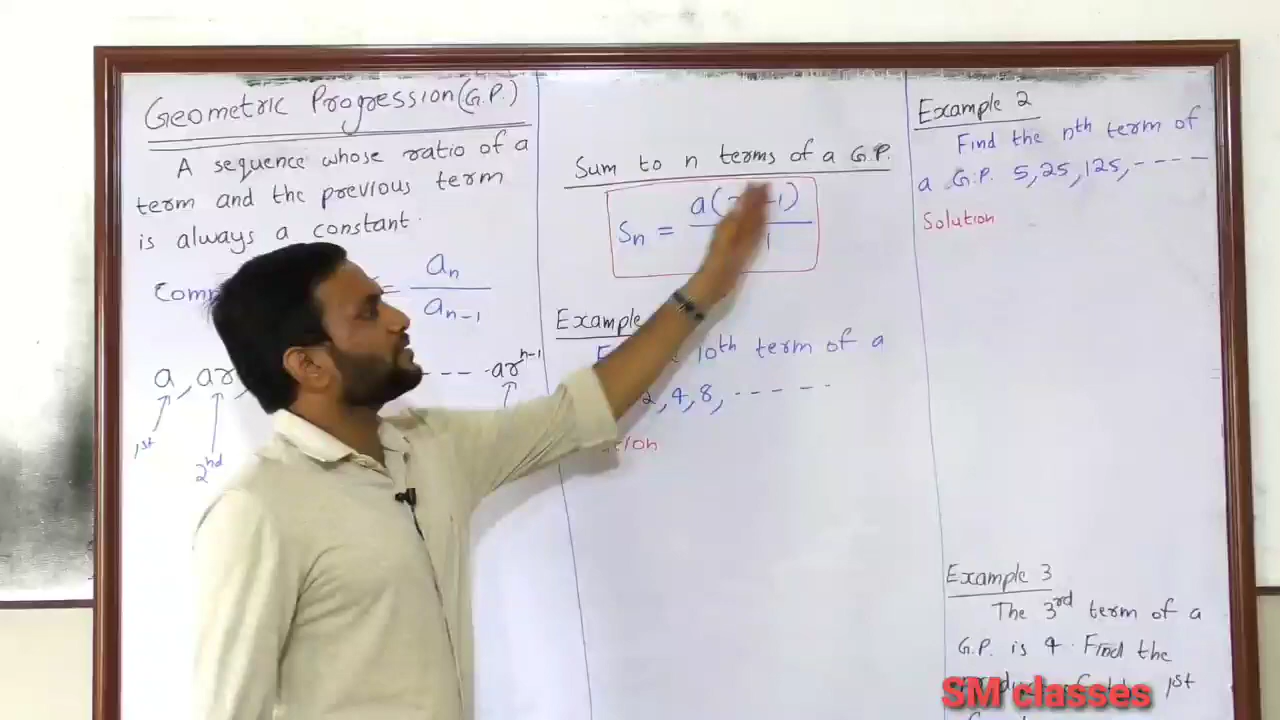 Geometric Progression (G.P.)
A sequence whose ratio of a
term and the previous term
is always a constant.
= aₙ / aₙ₋₁
a, ar, - - - - arⁿ⁻¹
1st
2nd
Sum to n terms of a G.P.
Sₙ = a(
Example
10th term of a
2, 4, 8, - - - - -
Example 2
Find the nth term of
a G.P. 5, 25, 125, - - - -
Solution
Example 3
The 3rd term of a
G.P. is 4. Find the
1st
SM classes